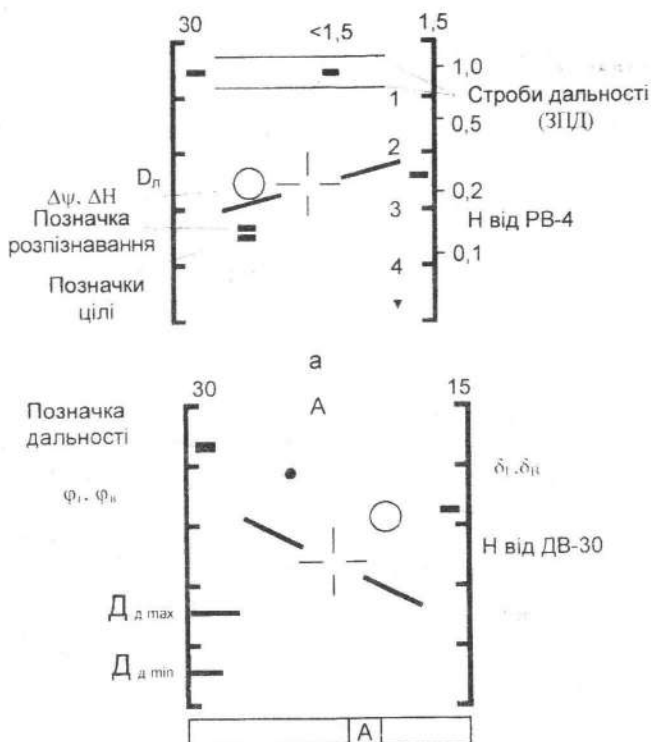 30
<1,5
1,5
1,0
Строби дальності
(ЗПД)
1
0,5
2
Dл
Δψ, ΔH
Позначка
розпізнавання
0,2
3
Н від РВ-4
0,1
4
Позначки
цілі
а
30
А
15
Позначка
дальності
φг, φв
δг,δв
Н від ДВ-30
Д д max
Д д min
А